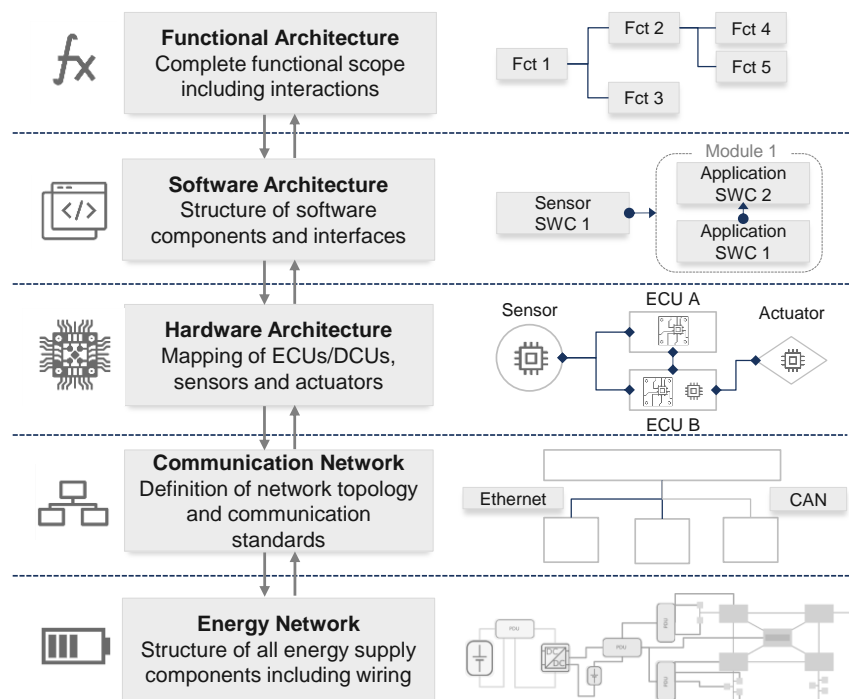 fx
Functional Architecture
Complete functional scope
including interactions
Fct 1
Fct 2
Fct 3
Fct 4
Fct 5
</>
Software Architecture
Structure of software
components and interfaces
Sensor
SWC 1
Module 1
Application
SWC 2
Application
SWC 1
Hardware Architecture
Mapping of ECUs/DCUs,
sensors and actuators
Sensor
ECU A
ECU B
Actuator
Communication Network
Definition of network topology
and communication
standards
Ethernet
CAN
Energy Network
Structure of all energy supply
components including wiring
PDU
DC
DC
PDU
PDU
PDU